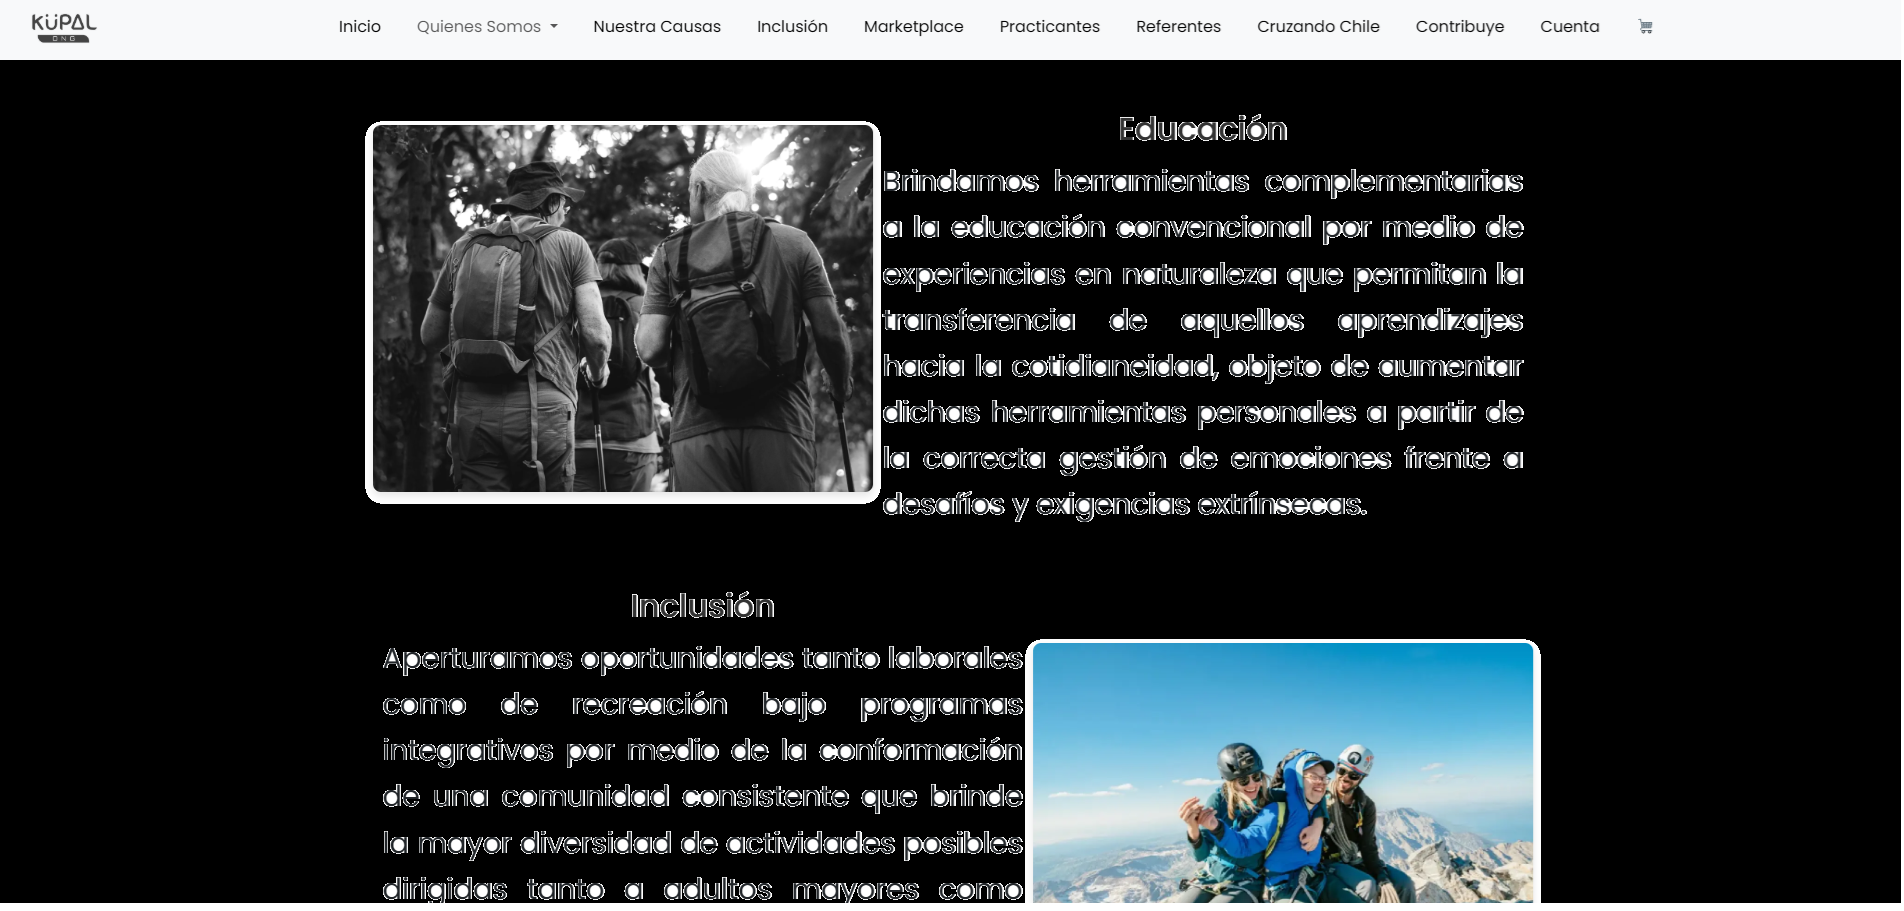 KÜPAL
ONG
Inicio
Quienes Somos
Nuestra Causas
Inclusión
Marketplace
Practicantes
Referentes
Cruzando Chile
Contribuye
Cuenta
Educación
Brindamos herramientas complementarias
a la educación convencional por medio de
experiencias en naturaleza que permitan la
transferencia de aquellos aprendizajes
hacia la cotidianeidad, objeto de aumentar
dichas herramientas personales a partir de
la correcta gestión de emociones frente a
desafíos y exigencias extrínsecas.
Inclusión
Aperturamos oportunidades tanto laborales
como de recreación bajo programas
integrativos por medio de la conformación
de una comunidad consistente que brinde
la mayor diversidad de actividades posibles
dirigidas tanto a adultos mayores como